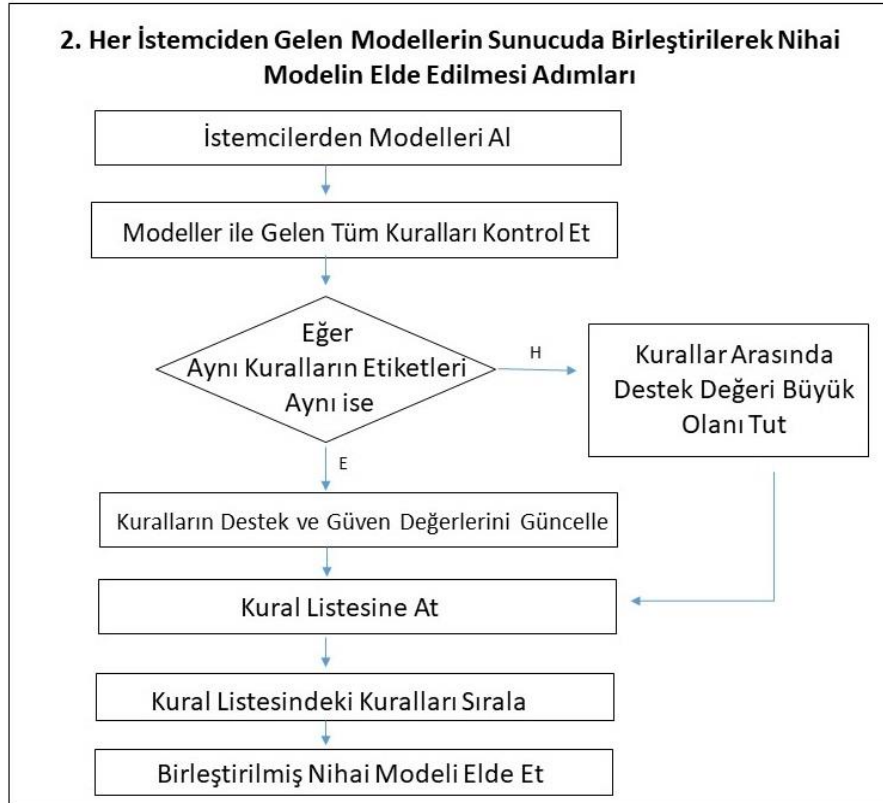 2. Her İstemciden Gelen Modellerin Sunucuda Birleştirilerek Nihai
Modelin Elde Edilmesi Adımları
İstemcilerden Modelleri Al
Modeller ile Gelen Tüm Kuralları Kontrol Et
Eğer
Aynı Kuralların Etiketleri
Aynı ise
H
Kurallar Arasında
Destek Değeri Büyük
Olanı Tut
E
Kuralların Destek ve Güven Değerlerini Güncelle
Kural Listesine At
Kural Listesindeki Kuralları Sırala
Birleştirilmiş Nihai Modeli Elde Et